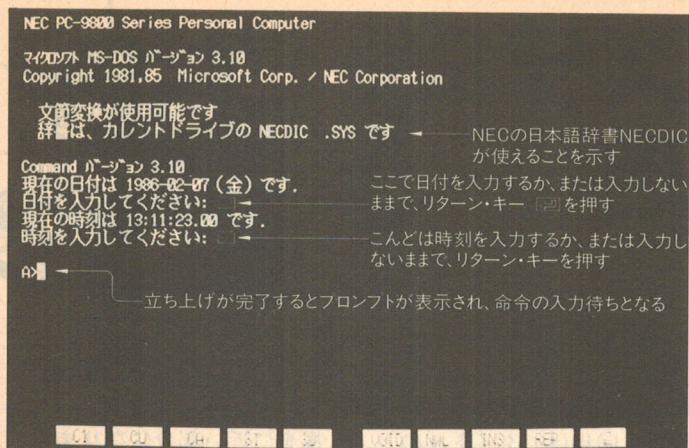 NEC PC-9800 Series Personal Computer
マイクロソフト MS-DOS バージョン 3.10
Copyright 1981,85 Microsoft Corp. / NEC Corporation
文節変換が使用可能です
辞書は、カレントドライブの NECDIC .SYS です
NECの日本語辞書NECDIC
が使えることを示す
Command バージョン 3.10
現在の日付は 1986-02-07(金)です.
日付を入力してください:
ここで日付を入力するか、または入力しない
ままで、リターン・キー を押す
現在の時刻は 13:11:23.00 です.
時刻を入力してください:
こんどは時刻を入力するか、または入力し
ないままで、リターン・キーを押す
A>
立ち上げが完了するとプロンプトが表示され、命令の入力待ちとなる
C1 CU CA S1 SU VOID NWL INS REP ^Z